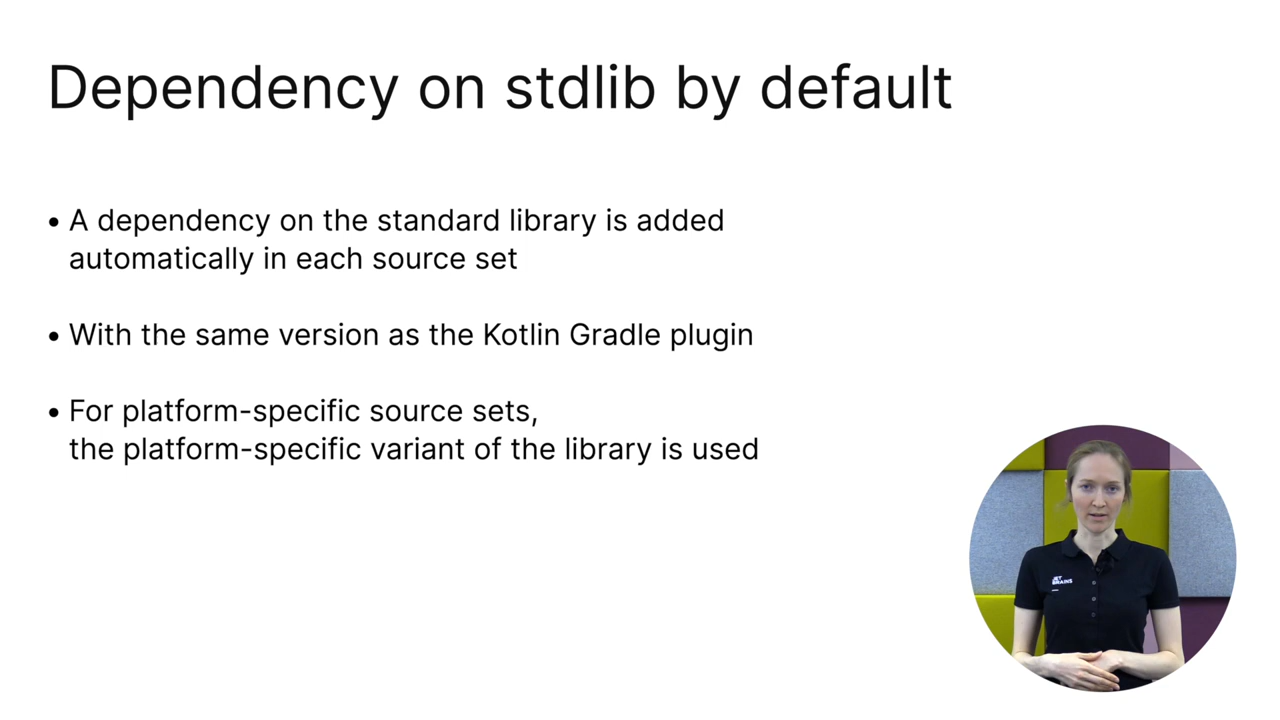 Dependency on stdlib by default
• A dependency on the standard library is added
automatically in each source set
• With the same version as the Kotlin Gradle plugin
• For platform-specific source sets,
the platform-specific variant of the library is used
JET
BRAINS